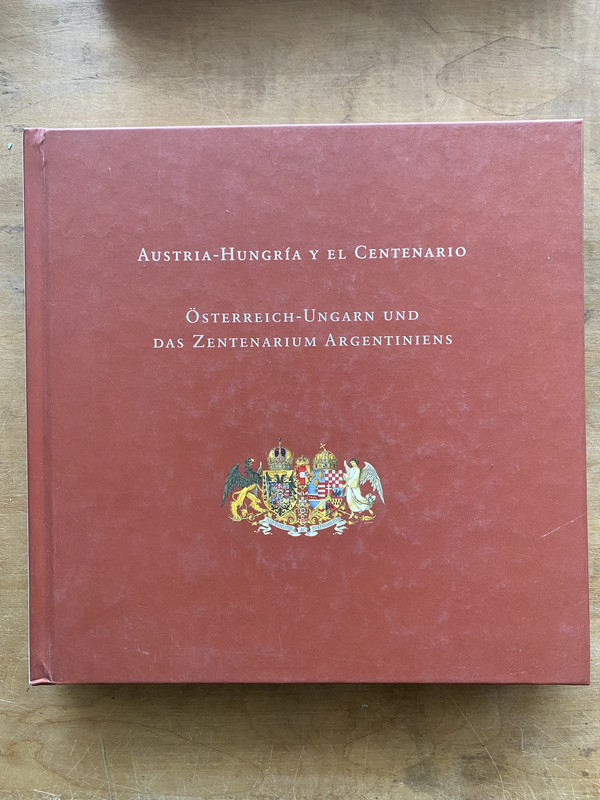 Austria-Hungría y el Centenario
Österreich-Ungarn und
das Zentenarium Argentiniens